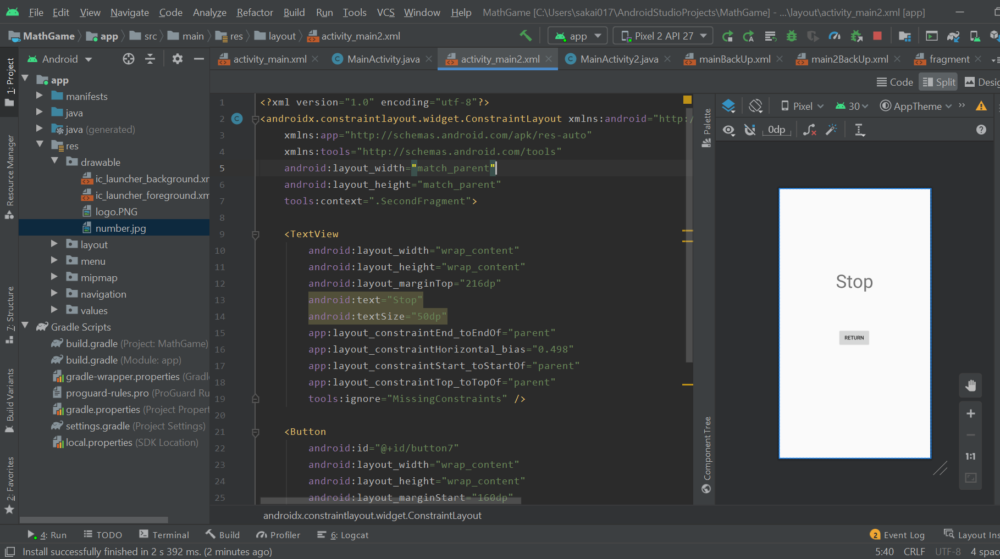 File Edit View Navigate Code Analyze Refactor Build Run Tools VCS Window Help MathGame [C:\Users\sakai017\AndroidStudioProjects\MathGame] - ...\layout\activity_main2.xml [app]
MathGame app src main res layout activity_main2.xml app Pixel 2 API 27
Android activity_main.xml MainActivity.java activity_main2.xml MainActivity2.java mainBackUp.xml main2BackUp.xml fragment
Code Split Desig
1: Project
Resource Manager
7: Structure
Build Variants
2: Favorites
app
manifests
java
java (generated)
res
drawable
ic_launcher_background.xr
ic_launcher_foreground.xm
logo.PNG
number.jpg
layout
menu
mipmap
navigation
values
Gradle Scripts
build.gradle (Project: MathGame)
build.gradle (Module: app)
gradle-wrapper.properties (Gradl
proguard-rules.pro (ProGuard Ru
gradle.properties (Project Propert
settings.gradle (Project Settings)
local.properties (SDK Location)
1 <?xml version="1.0" encoding="utf-8"?>
2 <androidx.constraintlayout.widget.ConstraintLayout xmlns:android="http:/
3 xmlns:app="http://schemas.android.com/apk/res-auto"
4 xmlns:tools="http://schemas.android.com/tools"
5 android:layout_width="match_parent"
6 android:layout_height="match_parent"
7 tools:context=".SecondFragment">
8
9 <TextView
10 android:layout_width="wrap_content"
11 android:layout_height="wrap_content"
12 android:layout_marginTop="216dp"
13 android:text="Stop"
14 android:textSize="50dp"
15 app:layout_constraintEnd_toEndOf="parent"
16 app:layout_constraintHorizontal_bias="0.498"
17 app:layout_constraintStart_toStartOf="parent"
18 app:layout_constraintTop_toTopOf="parent"
19 tools:ignore="MissingConstraints" />
20
21 <Button
22 android:id="@+id/button7"
23 android:layout_width="wrap_content"
24 android:layout_height="wrap_content"
25 android:layout_marginStart="160dp"
androidx.constraintlayout.widget.ConstraintLayout
Palette
Component Tree
Pixel 30 AppTheme
0dp
Stop
RETURN
1:1
4: Run TODO Terminal Build Profiler 6: Logcat 2 Event Log Layout Ins
Install successfully finished in 2 s 392 ms. (2 minutes ago) 5:40 CRLF UTF-8 4 spac